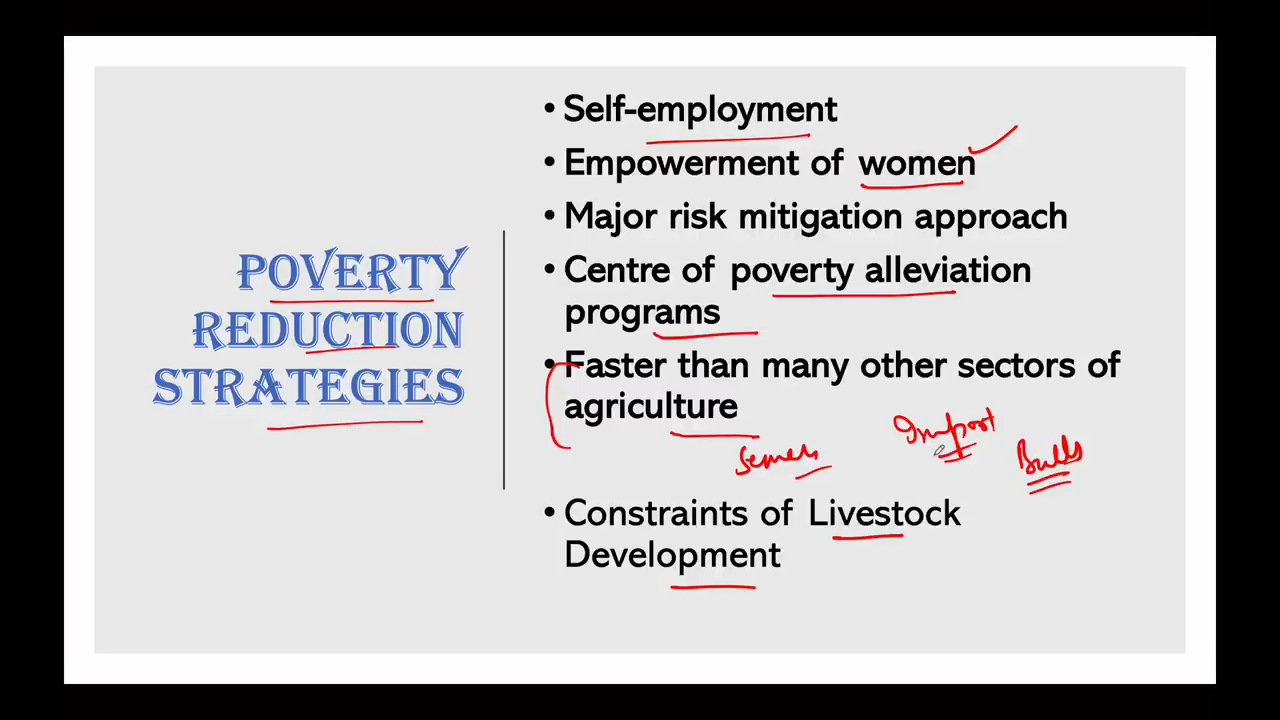 POVERTY
REDUCTION
STRATEGIES
• Self-employment
• Empowerment of women
• Major risk mitigation approach
• Centre of poverty alleviation
programs
• Faster than many other sectors of
agriculture
Import
Semen
Bulls
• Constraints of Livestock
Development